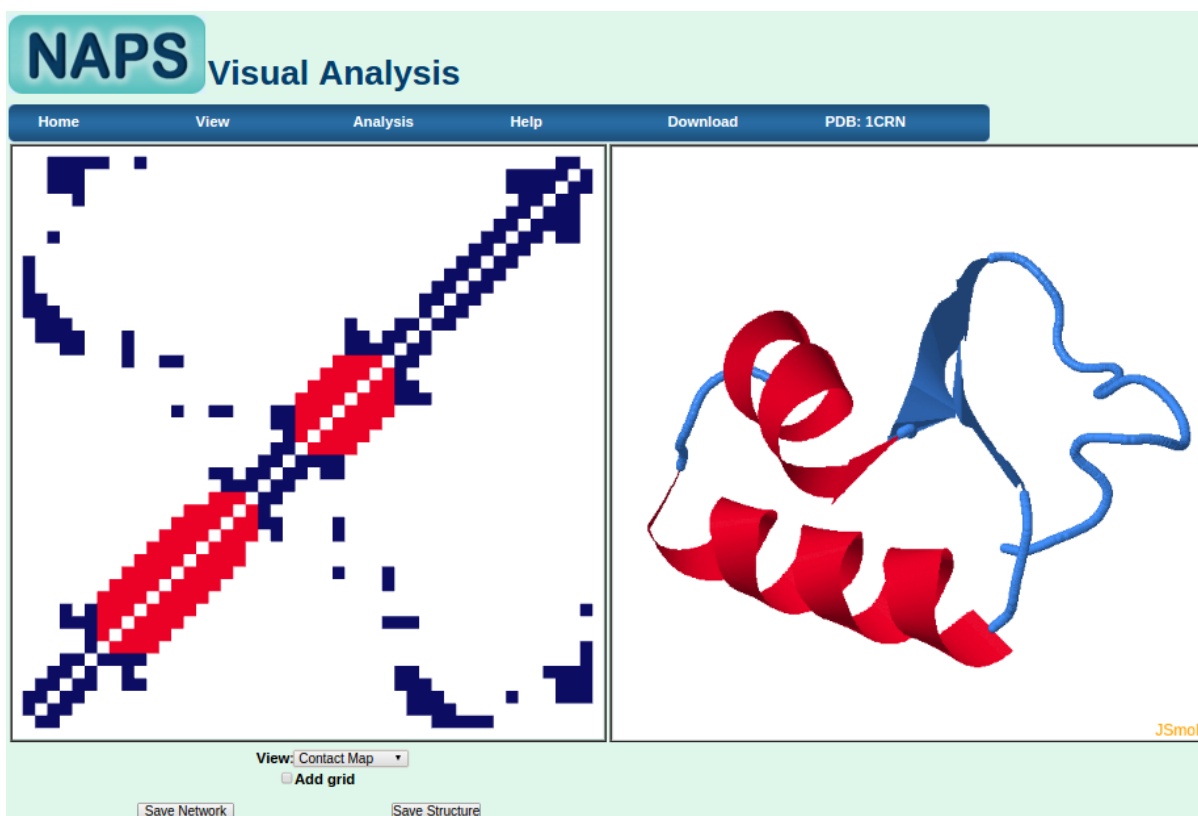 NAPS Visual Analysis
Home View Analysis Help Download PDB: 1CRN
JSmol
View: Contact Map
Add grid
Save Network Save Structure